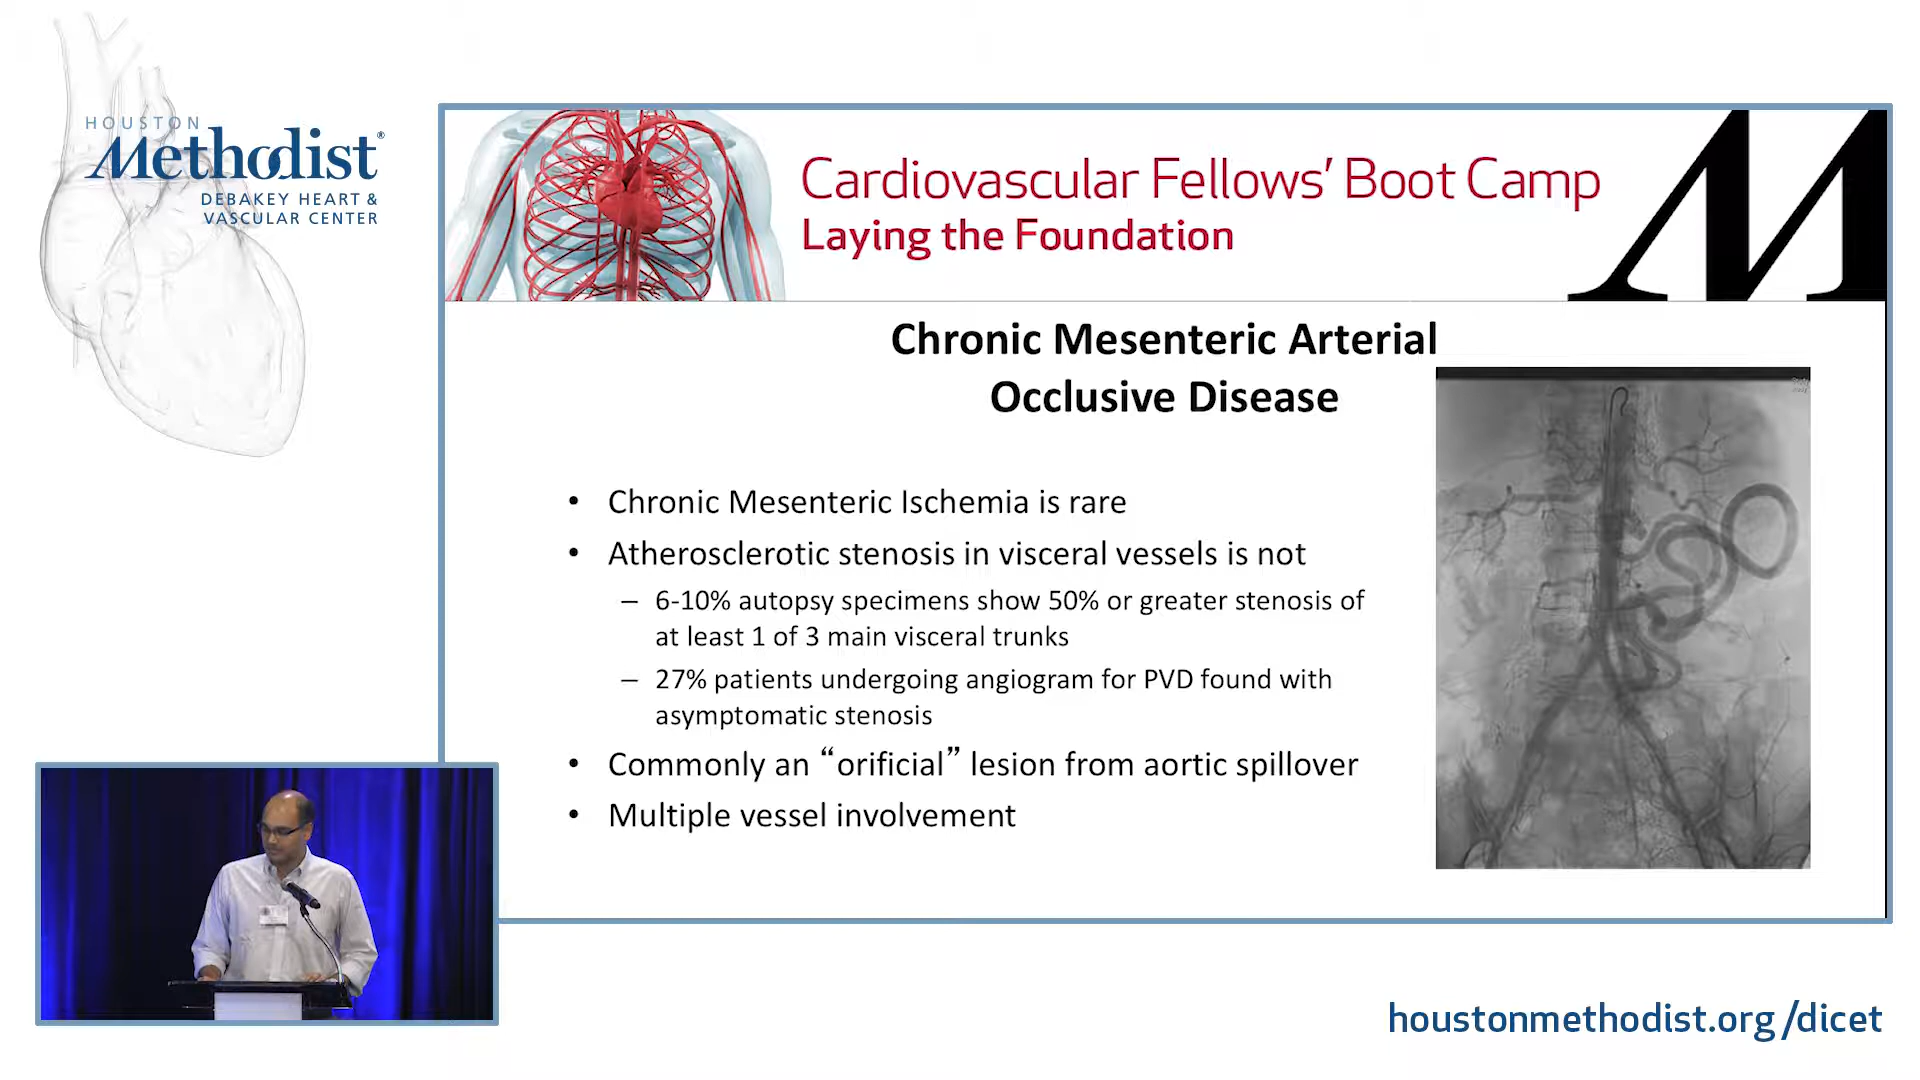 HOUSTON
Methodist®
DEBAKEY HEART &
VASCULAR CENTER
Cardiovascular Fellows’ Boot Camp
Laying the Foundation
M
Chronic Mesenteric Arterial
Occlusive Disease
• Chronic Mesenteric Ischemia is rare
• Atherosclerotic stenosis in visceral vessels is not
– 6-10% autopsy specimens show 50% or greater stenosis of
at least 1 of 3 main visceral trunks
– 27% patients undergoing angiogram for PVD found with
asymptomatic stenosis
• Commonly an “orificial” lesion from aortic spillover
• Multiple vessel involvement
houstonmethodist.org/dicet